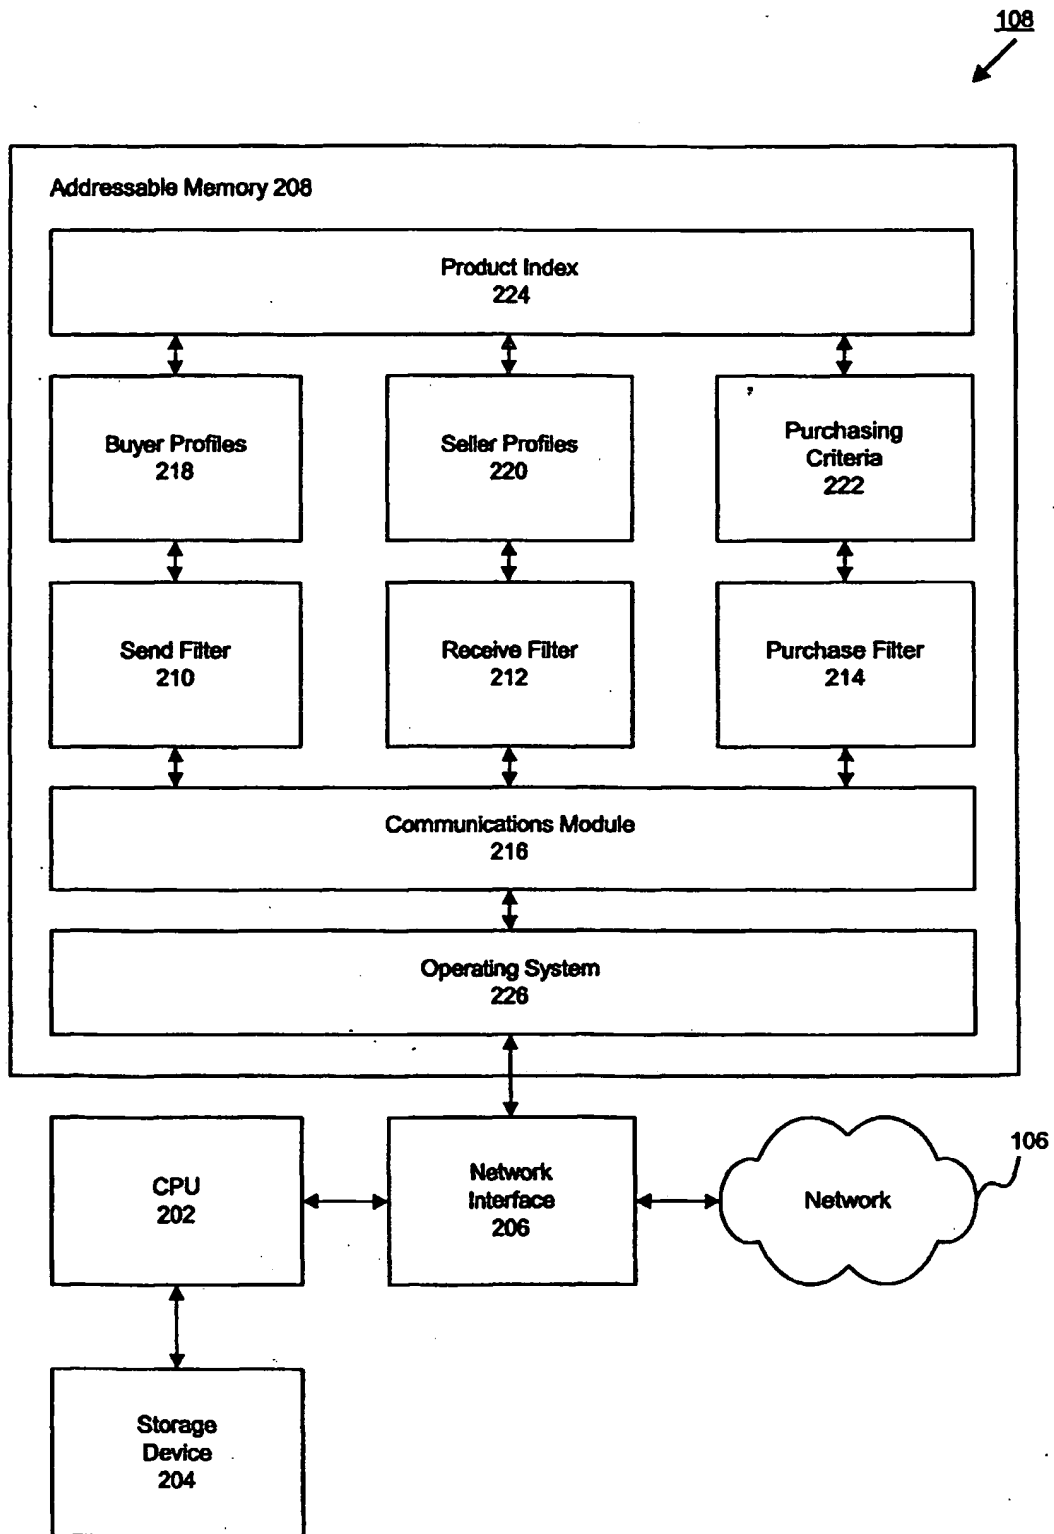 108
Addressable Memory 208
Product Index
224
Buyer Profiles
218
Seller Profiles
220
Purchasing
Criteria
222
Send Filter
210
Receive Filter
212
Purchase Filter
214
Communications Module
216
Operating System
226
CPU
202
Network
Interface
206
Network
106
Storage
Device
204